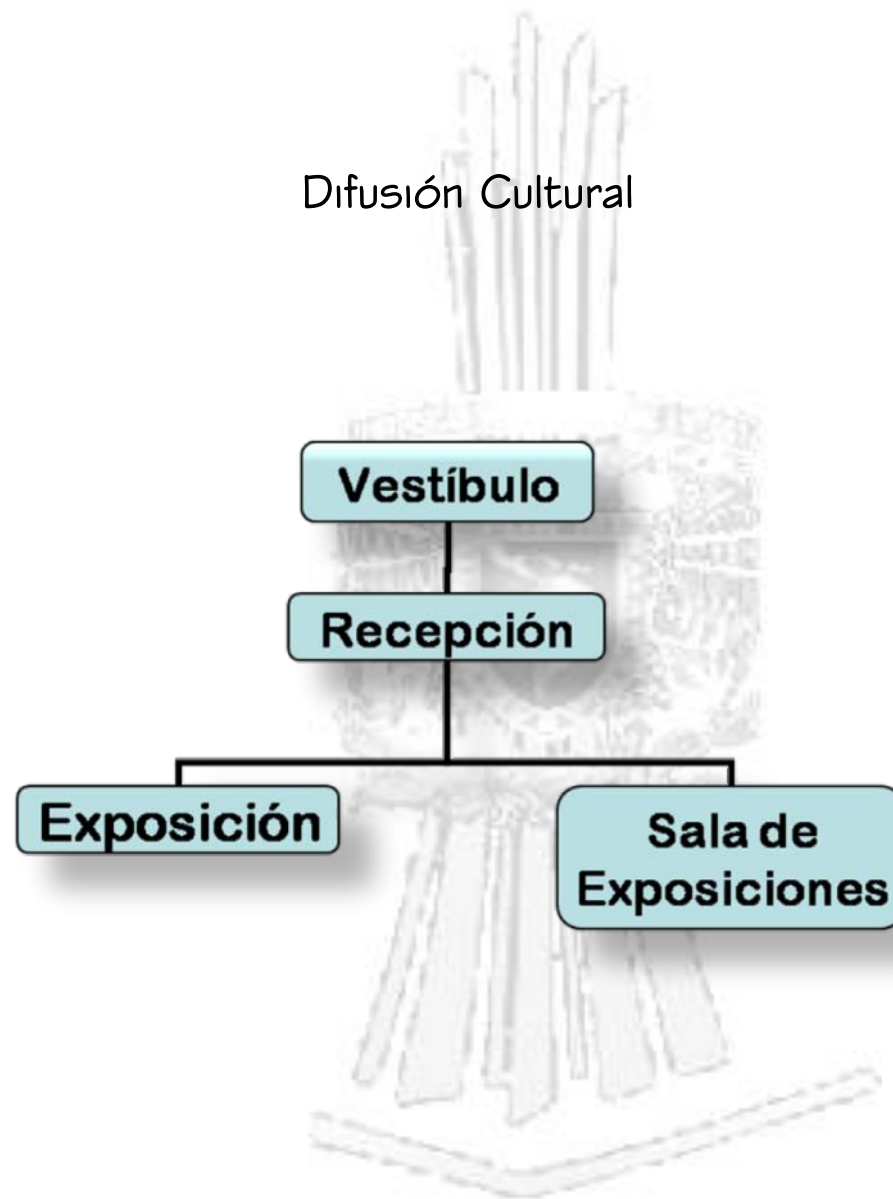 Difusión Cultural
Vestíbulo
Recepción
Exposición
Sala de
Exposiciones